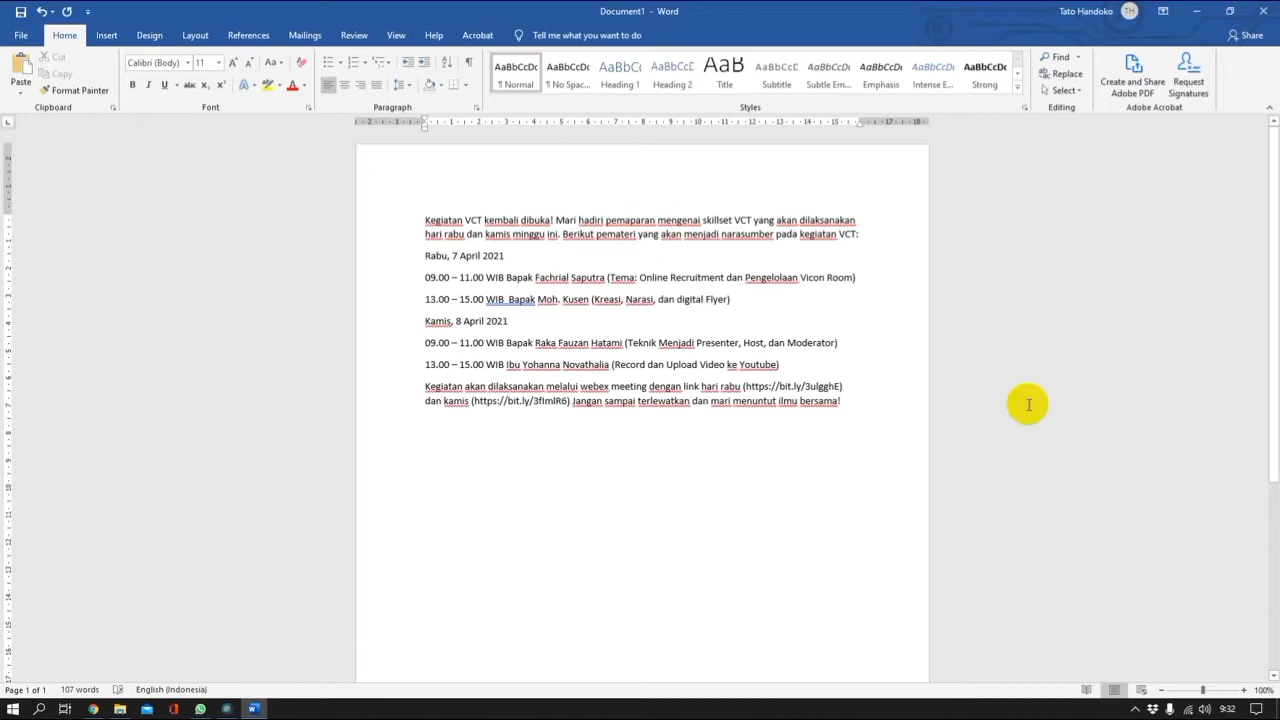 Document1 - Word
Tato Handoko TH
File Home Insert Design Layout References Mailings Review View Help Acrobat Tell me what you want to do Share
Paste
Cut
Copy
Format Painter
Calibri (Body) 11
¶ Normal
¶ No Spac...
Heading 1
Heading 2
Title
Subtitle
Subtle Em...
Emphasis
Intense E...
Strong
Find
Replace
Select
Create and Share
Adobe PDF
Request
Signatures
Clipboard Font Paragraph Styles Editing Adobe Acrobat
Kegiatan VCT kembali dibuka! Mari hadiri pemaparan mengenai skillset VCT yang akan dilaksanakan
hari rabu dan kamis minggu ini. Berikut pemateri yang akan menjadi narasumber pada kegiatan VCT:
Rabu, 7 April 2021
09.00 – 11.00 WIB Bapak Fachrial Saputra (Tema: Online Recruitment dan Pengelolaan Vicon Room)
13.00 – 15.00 WIB  Bapak Moh. Kusen (Kreasi, Narasi, dan digital Flyer)
Kamis, 8 April 2021
09.00 – 11.00 WIB Bapak Raka Fauzan Hatami (Teknik Menjadi Presenter, Host, dan Moderator)
13.00 – 15.00 WIB Ibu Yohanna Novathalia (Record dan Upload Video ke Youtube)
Kegiatan akan dilaksanakan melalui webex meeting dengan link hari rabu (https://bit.ly/3ulgghE)
dan kamis (https://bit.ly/3fImlR6) Jangan sampai terlewatkan dan mari menuntut ilmu bersama!
Page 1 of 1 107 words English (Indonesia) 100%
9:32